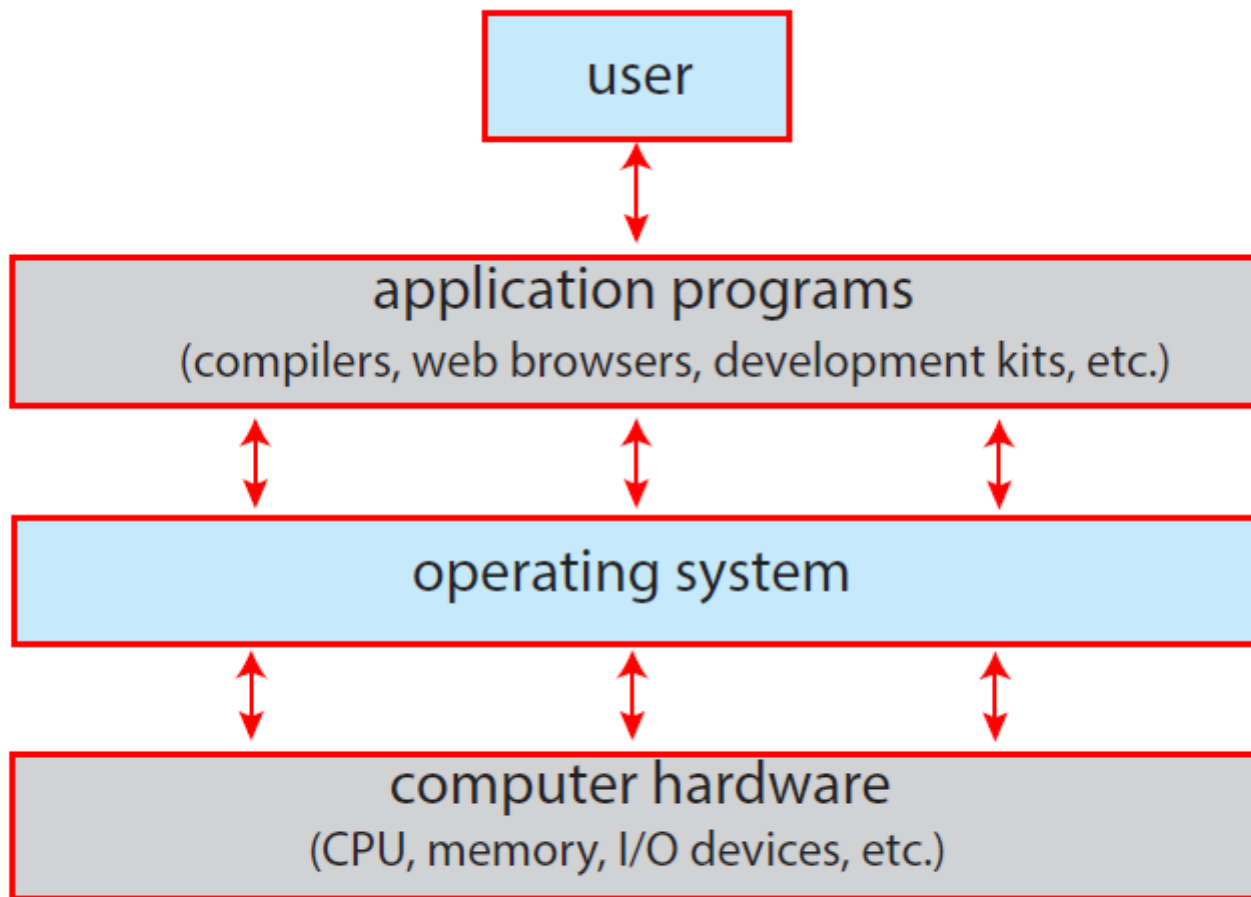 user
application programs
(compilers, web browsers, development kits, etc.)
operating system
computer hardware
(CPU, memory, I/O devices, etc.)